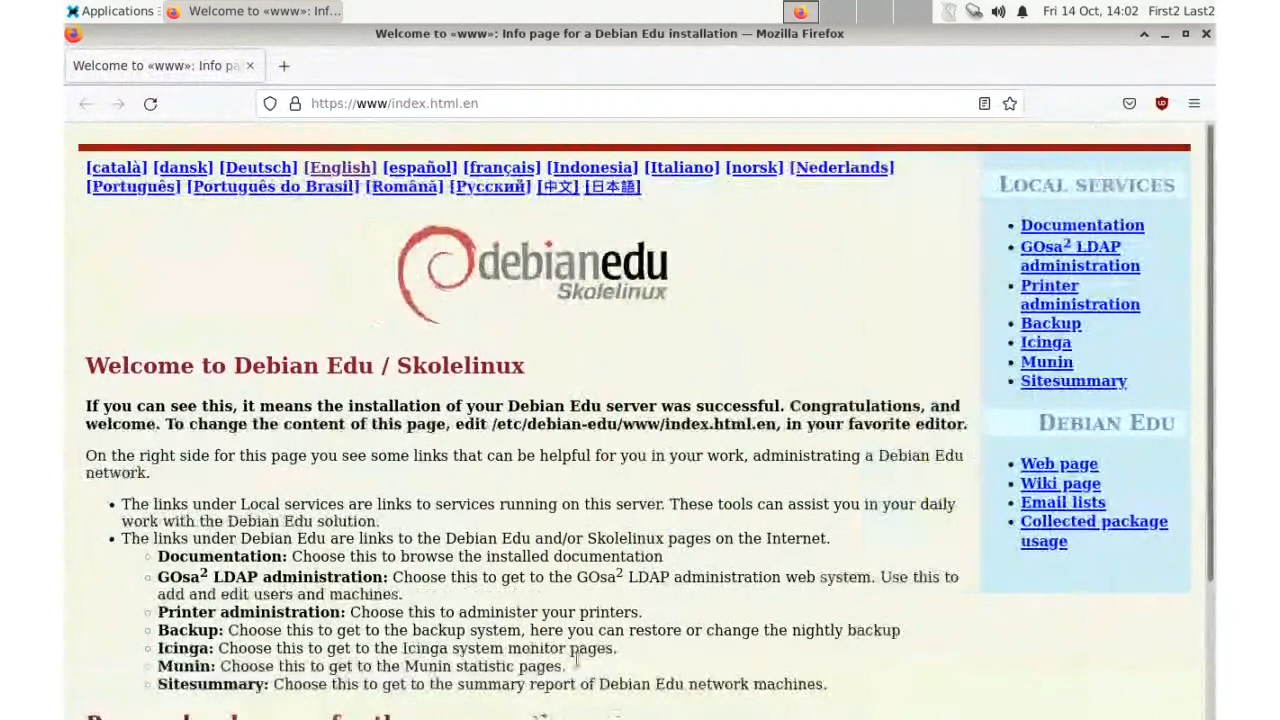 Applications
Welcome to «www»: Inf...
Fri 14 Oct, 14:02 First2 Last2
Welcome to «www»: Info page for a Debian Edu installation — Mozilla Firefox
Welcome to «www»: Info pa
https://www/index.html.en
[català] [dansk] [Deutsch] [English] [español] [français] [Indonesia] [Italiano] [norsk] [Nederlands]
[Português] [Português do Brasil] [Română] [Русский] [中文] [日本語]
debianedu
Skolelinux
Welcome to Debian Edu / Skolelinux
If you can see this, it means the installation of your Debian Edu server was successful. Congratulations, and
welcome. To change the content of this page, edit /etc/debian-edu/www/index.html.en, in your favorite editor.
On the right side for this page you see some links that can be helpful for you in your work, administrating a Debian Edu
network.
• The links under Local services are links to services running on this server. These tools can assist you in your daily
work with the Debian Edu solution.
• The links under Debian Edu are links to the Debian Edu and/or Skolelinux pages on the Internet.
◦ Documentation: Choose this to browse the installed documentation
◦ GOsa² LDAP administration: Choose this to get to the GOsa² LDAP administration web system. Use this to
add and edit users and machines.
◦ Printer administration: Choose this to administer your printers.
◦ Backup: Choose this to get to the backup system, here you can restore or change the nightly backup
◦ Icinga: Choose this to get to the Icinga system monitor pages.
◦ Munin: Choose this to get to the Munin statistic pages.
◦ Sitesummary: Choose this to get to the summary report of Debian Edu network machines.
Local services
• Documentation
• GOsa² LDAP
administration
• Printer
administration
• Backup
• Icinga
• Munin
• Sitesummary
Debian Edu
• Web page
• Wiki page
• Email lists
• Collected package
usage